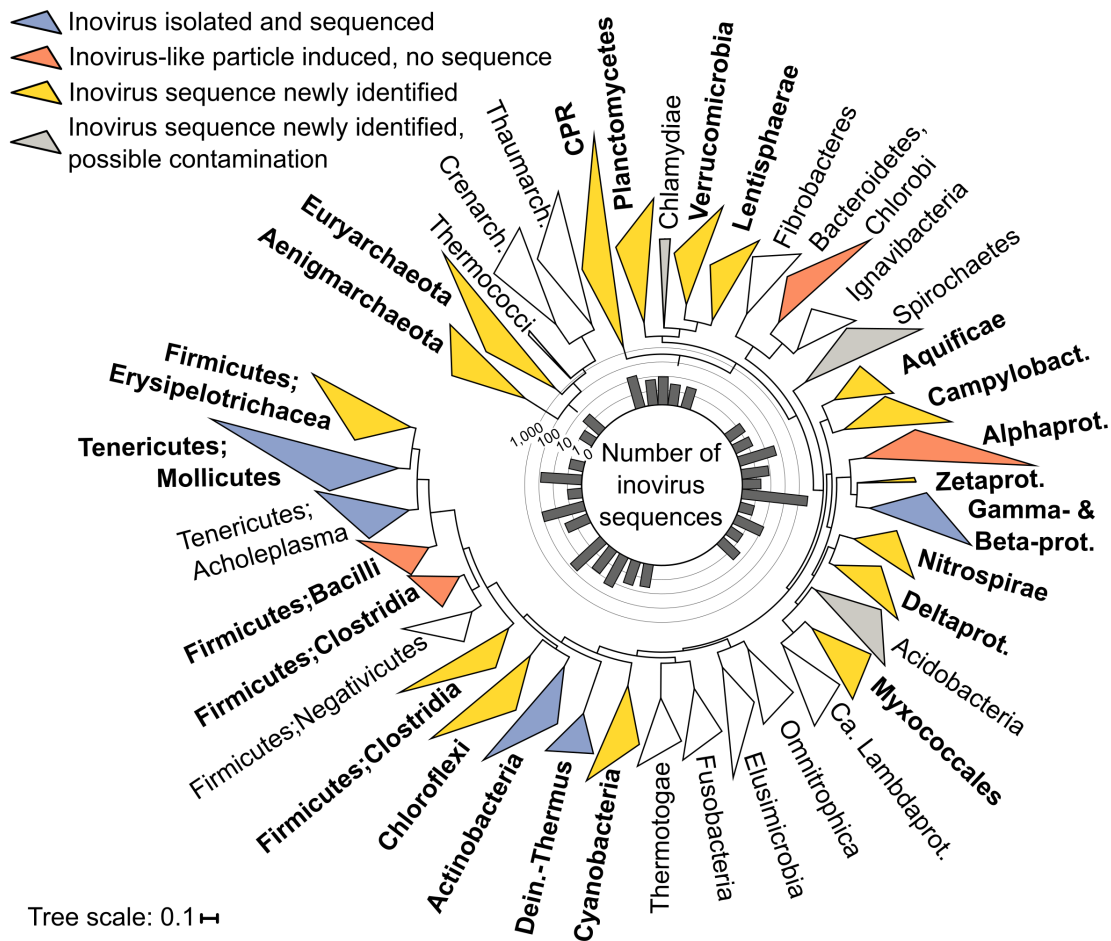 Inovirus isolated and sequenced
Inovirus-like particle induced, no sequence
Inovirus sequence newly identified
Inovirus sequence newly identified,
possible contamination
Aenigmarchaeota
Euryarchaeota
Thermococci
Crenarch.
Thaumarch.
CPR
Planctomycetes
Chlamydiae
Verrucomicrobia
Lentisphaerae
Fibrobacteres
Bacteroidetes,
Chlorobi
Ignavibacteria
Spirochaetes
Aquificae
Campylobact.
Alphaprot.
Zetaprot.
Gamma- &
Beta-prot.
Nitrospirae
Deltaprot.
Acidobacteria
Myxococcales
Ca. Lambdaprot.
Omnitrophica
Elusimicrobia
Fusobacteria
Thermotogae
Cyanobacteria
Dein.-Thermus
Actinobacteria
Chloroflexi
Firmicutes;Clostridia
Firmicutes;Negativicutes
Firmicutes;Clostridia
Firmicutes;Bacilli
Tenericutes;
Acholeplasma
Tenericutes;
Mollicutes
Firmicutes;
Erysipelotrichacea
1,000
100
10
1
0
Number of
inovirus
sequences
Tree scale: 0.1